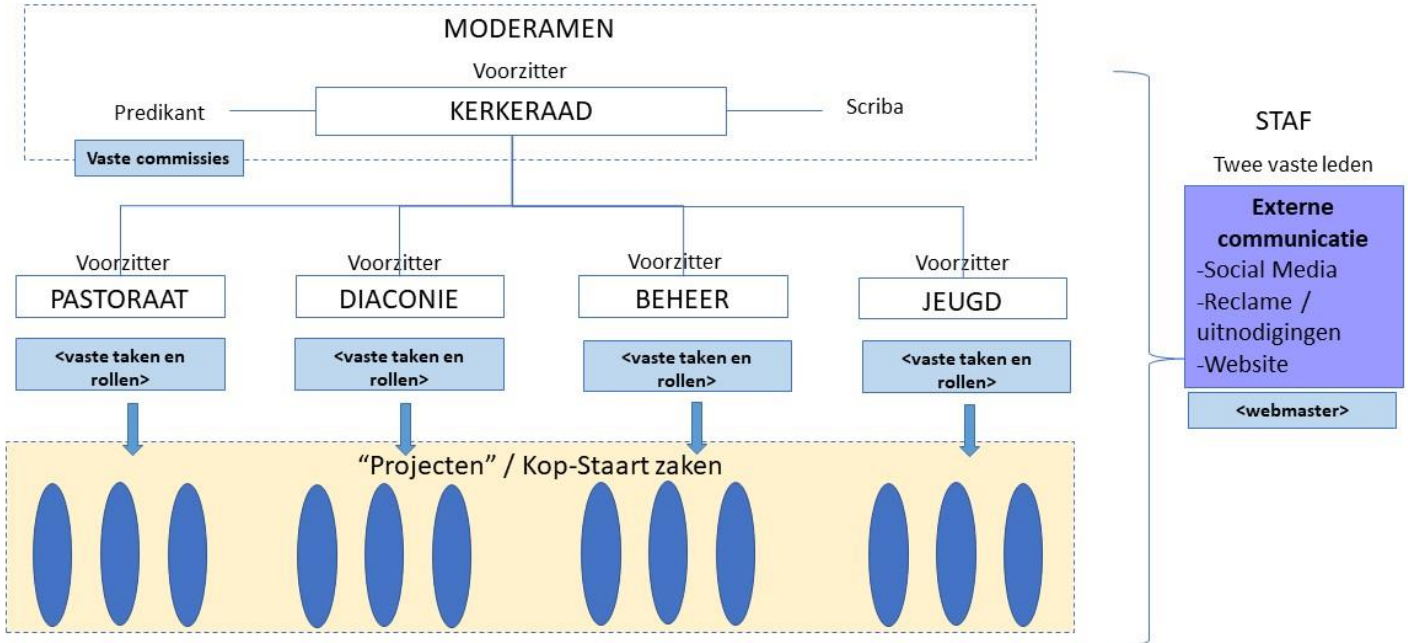 MODERAMEN
Voorzitter
Predikant
KERKERAAD
Scriba
Vaste commissies
Voorzitter
PASTORAAT
<vaste taken en
rollen>
Voorzitter
DIACONIE
<vaste taken en
rollen>
Voorzitter
BEHEER
<vaste taken en
rollen>
Voorzitter
JEUGD
<vaste taken en
rollen>
“Projecten” / Kop-Staart zaken
STAF
Twee vaste leden
Externe
communicatie
-Social Media
-Reclame /
uitnodigingen
-Website
<webmaster>